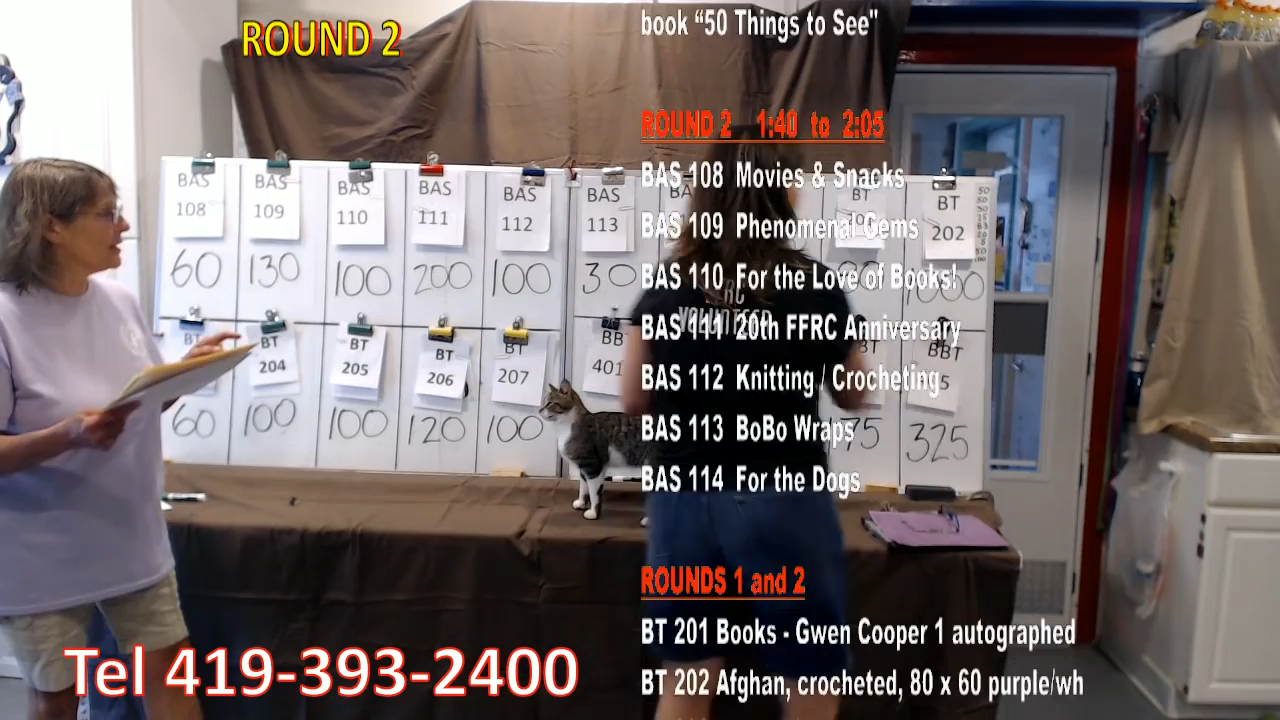 ROUND 2
book “50 Things to See"
ROUND 2 1:40 to 2:05
BAS 108 Movies & Snacks
BAS 109 Phenomenal Gems
BAS 110 For the Love of Books!
BAS 111 20th FFRC Anniversary
BAS 112 Knitting / Crocheting
BAS 113 BoBo Wraps
BAS 114 For the Dogs
ROUNDS 1 and 2
BT 201 Books - Gwen Cooper 1 autographed
BT 202 Afghan, crocheted, 80 x 60 purple/wh
Tel 419-393-2400
BAS 108 BAS 109 BAS 110 BAS 111 BAS 112 BAS 113 BT BT 202
60 130 100 200 100 30 1000
BT BT 204 BT 205 BT 206 BT 207 BB 401 BT BBT
60 100 100 120 100 75 325
VOLUNTEER